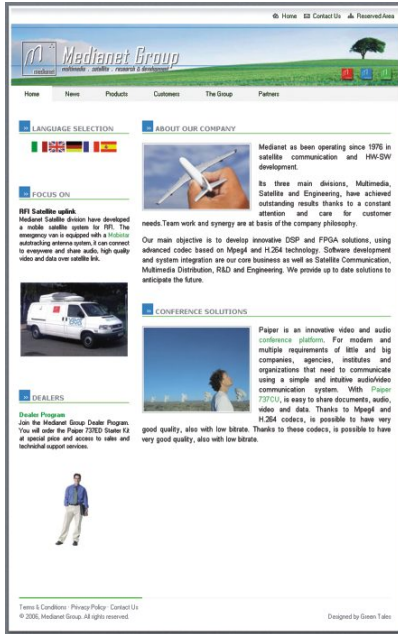 Home Contact Us Reserved Area
Medianet Group
multimedia . satellite . research & development
medianet
Home News Products Customers The Group Partners
LANGUAGE SELECTION
FOCUS ON
RFI Satellite uplink
Medianet Satellite division have developed
a mobile satellite system for RFI. The
emergency van is equipped with a Mobistar
autotracking antenna system, it can connect
to everywere and share audio, high quality
video and data over satellite link.
DEALERS
Dealer Program
Join the Medianet Group Dealer Program.
You will order the Paiper 737ED Starter Kit
at special price and access to sales and
technichal support services.
ABOUT OUR COMPANY
Medianet as been operating since 1976 in
satellite communication and HW-SW
development.
Its three main divisions, Multimedia,
Satellite and Engineering, have achieved
outstanding results thanks to a constant
attention and care for customer
needs.Team work and synergy are at basis of the company philosophy.
Our main objective is to develop innovative DSP and FPGA solutions, using
advanced codec based on Mpeg4 and H.264 technology. Software development
and system integration are our core business as well as Satellite Communication,
Multimedia Distribution, R&D and Engineering. We provide up to date solutions to
anticipate the future.
CONFERENCE SOLUTIONS
Paiper is an innovative video and audio
conference platform. For modern and
multiple requirements of little and big
companies, agencies, institues and
organizations that need to communicate
using a simple and intuitive audio/video
communication system. With Paiper
737CU, is easy to share documents, audio,
video and data. Thanks to Mpeg4 and
H.264 codecs, is possible to have very
good quality, also with low bitrate. Thanks to these codecs, is possible to have
very good quality, also with low bitrate.
Terms & Conditions · Privacy Policy · Contact Us
© 2006, Medianet Group. All rights reserved.
Designed by Green Tales